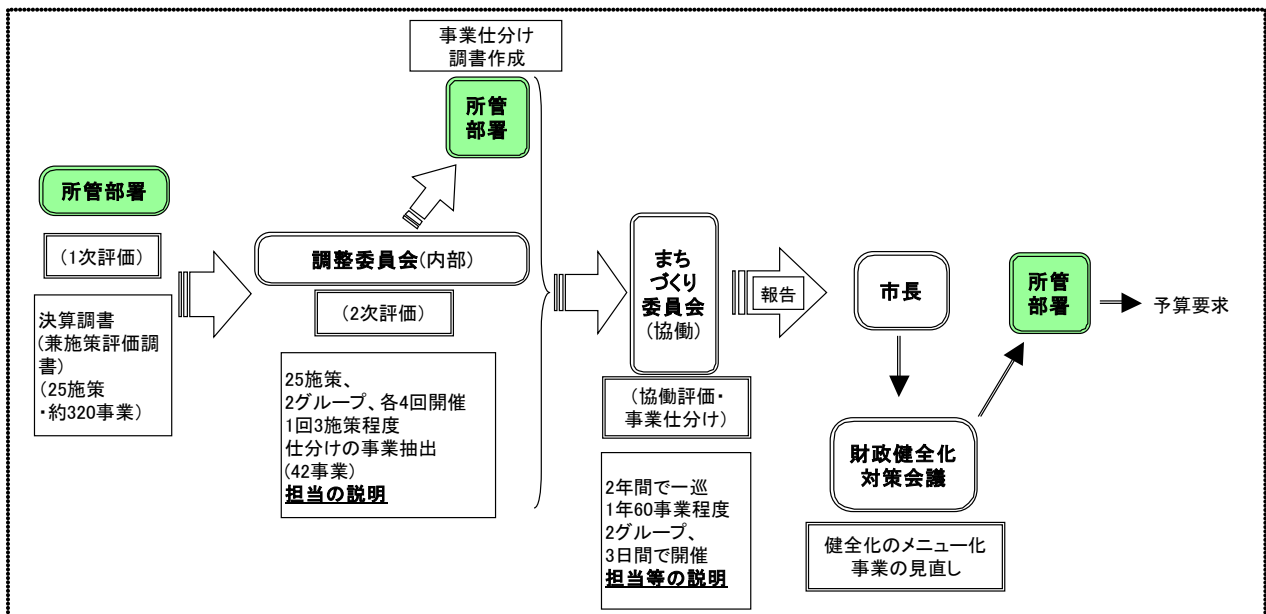 事業仕分け
調書作成
所管
部署
所管部署
(1次評価)
決算調書
(兼施策評価調
書)
(25施策
・約320事業)
調整委員会(内部)
(2次評価)
25施策、
2グループ、各4回開催
1回3施策程度
仕分けの事業抽出
(42事業)
担当の説明
まち
づくり
委員会
(協働)
(協働評価・
事業仕分け)
2年間で一巡
1年60事業程度
2グループ、
3日間で開催
担当等の説明
報告
市長
財政健全化
対策会議
健全化のメニュー化
事業の見直し
所管
部署
予算要求